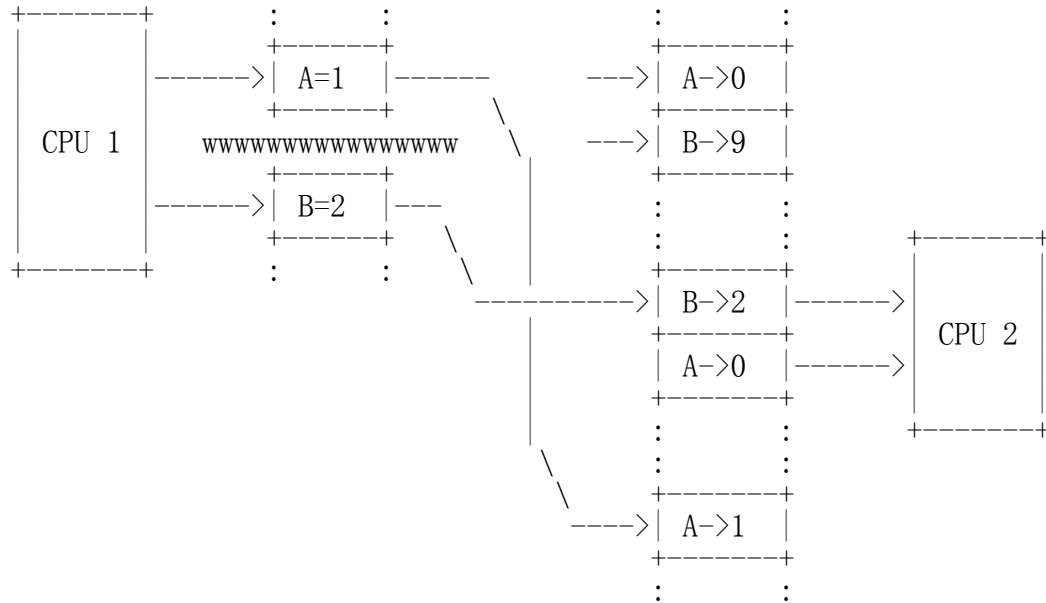 +-------+       :      :                :       :
|       |       +------+                +-------+
|       |------>| A=1  |------      --->| A->0  |
|       |       +------+      \         +-------+
| CPU 1 |   wwwwwwwwwwwwwwww   \    --->| B->9  |
|       |       +------+        |       +-------+
|       |------>| B=2  |---     |       :       :
|       |       +------+   \    |       :       :       +-------+
+-------+       :      :    \   |       +-------+       |       |
                             ---------->| B->2  |------>|       |
                                |       +-------+       | CPU 2 |
                                |       | A->0  |------>|       |
                                |       +-------+       |       |
                                |       :       :       +-------+
                                 \      :       :
                                  \     +-------+
                                   ---->| A->1  |
                                        +-------+
                                        :       :